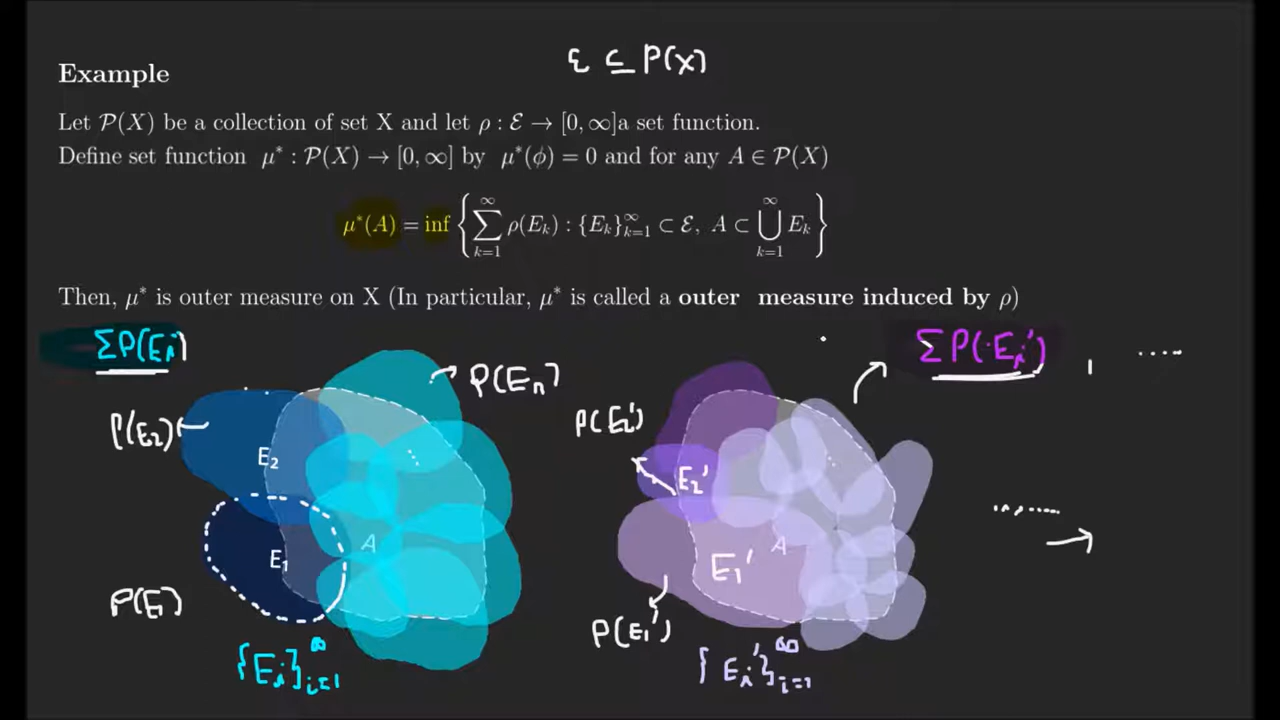 ε ⊆ P(X)
Example
Let 𝒫(X) be a collection of set X and let ρ : ℰ → [0, ∞]a set function.
Define set function μ* : 𝒫(X) → [0, ∞] by μ*(ϕ) = 0 and for any A ∈ 𝒫(X)
μ*(A) = inf { ∑_{k=1}^{∞} ρ(E_k) : {E_k}_{k=1}^{∞} ⊂ ℰ, A ⊂ ⋃_{k=1}^{∞} E_k }
Then, μ* is outer measure on X (In particular, μ* is called a outer measure induced by ρ)
∑P(E_i)
∑P(E_i') , .....
P(E_n)
P(E_2)
P(E_2')
E_2
E_2'
A
A
E_1
E_1'
P(E)
P(E_1')
{E_i}_{i=1}^{∞}
{E_i'}_{i=1}^{∞}